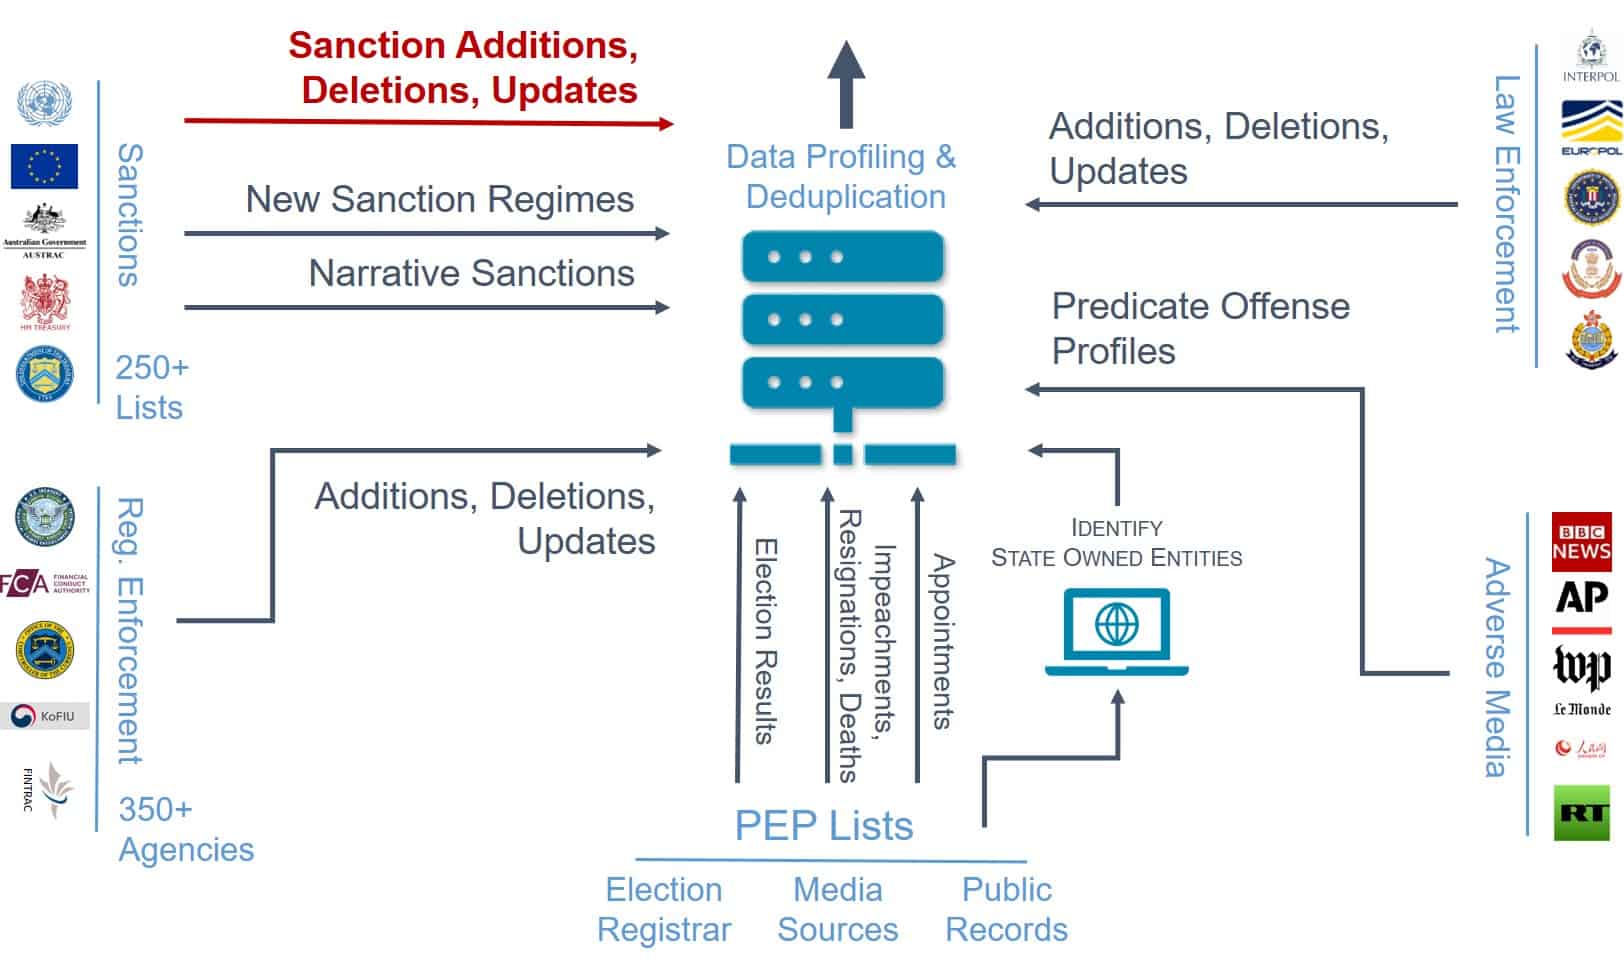 Sanction Additions,
Deletions, Updates
New Sanction Regimes
Narrative Sanctions
Sanctions
250+
Lists
Australian Government
AUSTRAC
HM TREASURY
Data Profiling &
Deduplication
Additions, Deletions,
Updates
Predicate Offense
Profiles
Law Enforcement
INTERPOL
EUROPOL
Reg. Enforcement
350+
Agencies
FCA FINANCIAL
CONDUCT
AUTHORITY
KoFIU
FINTRAC
Additions, Deletions,
Updates
Election Results
Resignations, Deaths
Impeachments,
Appointments
IDENTIFY
STATE OWNED ENTITIES
Adverse Media
BBC
NEWS
AP
wp
Le Monde
人民网
RT
PEP Lists
Election
Registrar
Media
Sources
Public
Records